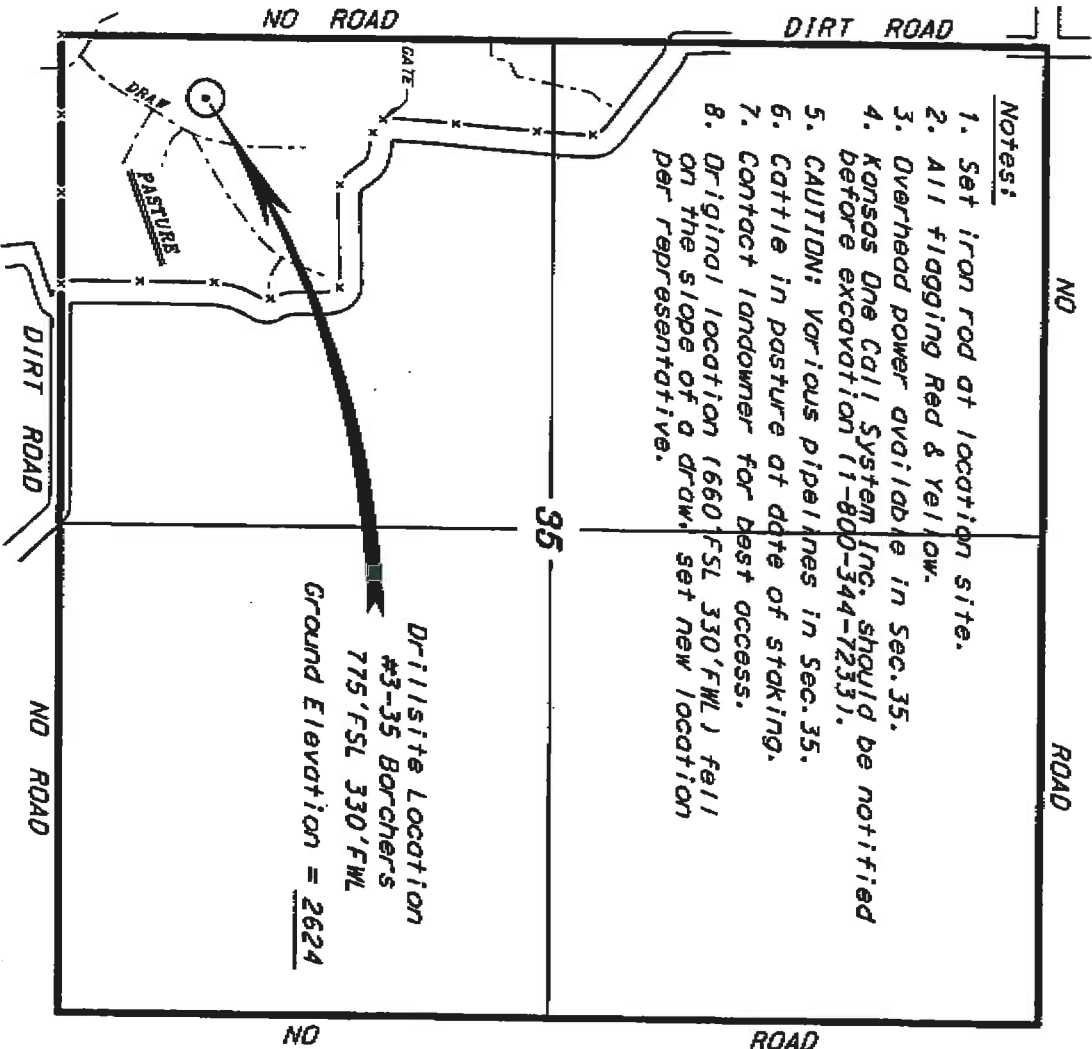 NO ROAD
DIRT ROAD
NO
ROAD
Notes:
1. Set iron rod at location site.
2. All flagging Red & Yellow.
3. Overhead power available in Sec.35.
4. Kansas One Call System Inc. should be notified
before excavation (1-800-344-7233).
5. CAUTION: Various pipelines in Sec.35.
6. Cattle in pasture at date of staking.
7. Contact landowner for best access.
8. Original location (660'FSL 330'FWL) fell
on the slope of a draw, set new location
per representative.
GATE
DRAW
PASTURE
35
Drillsite Location
#3-35 Borchers
775'FSL 330'FWL
Ground Elevation = 2624
DIRT ROAD
NO ROAD
NO
ROAD